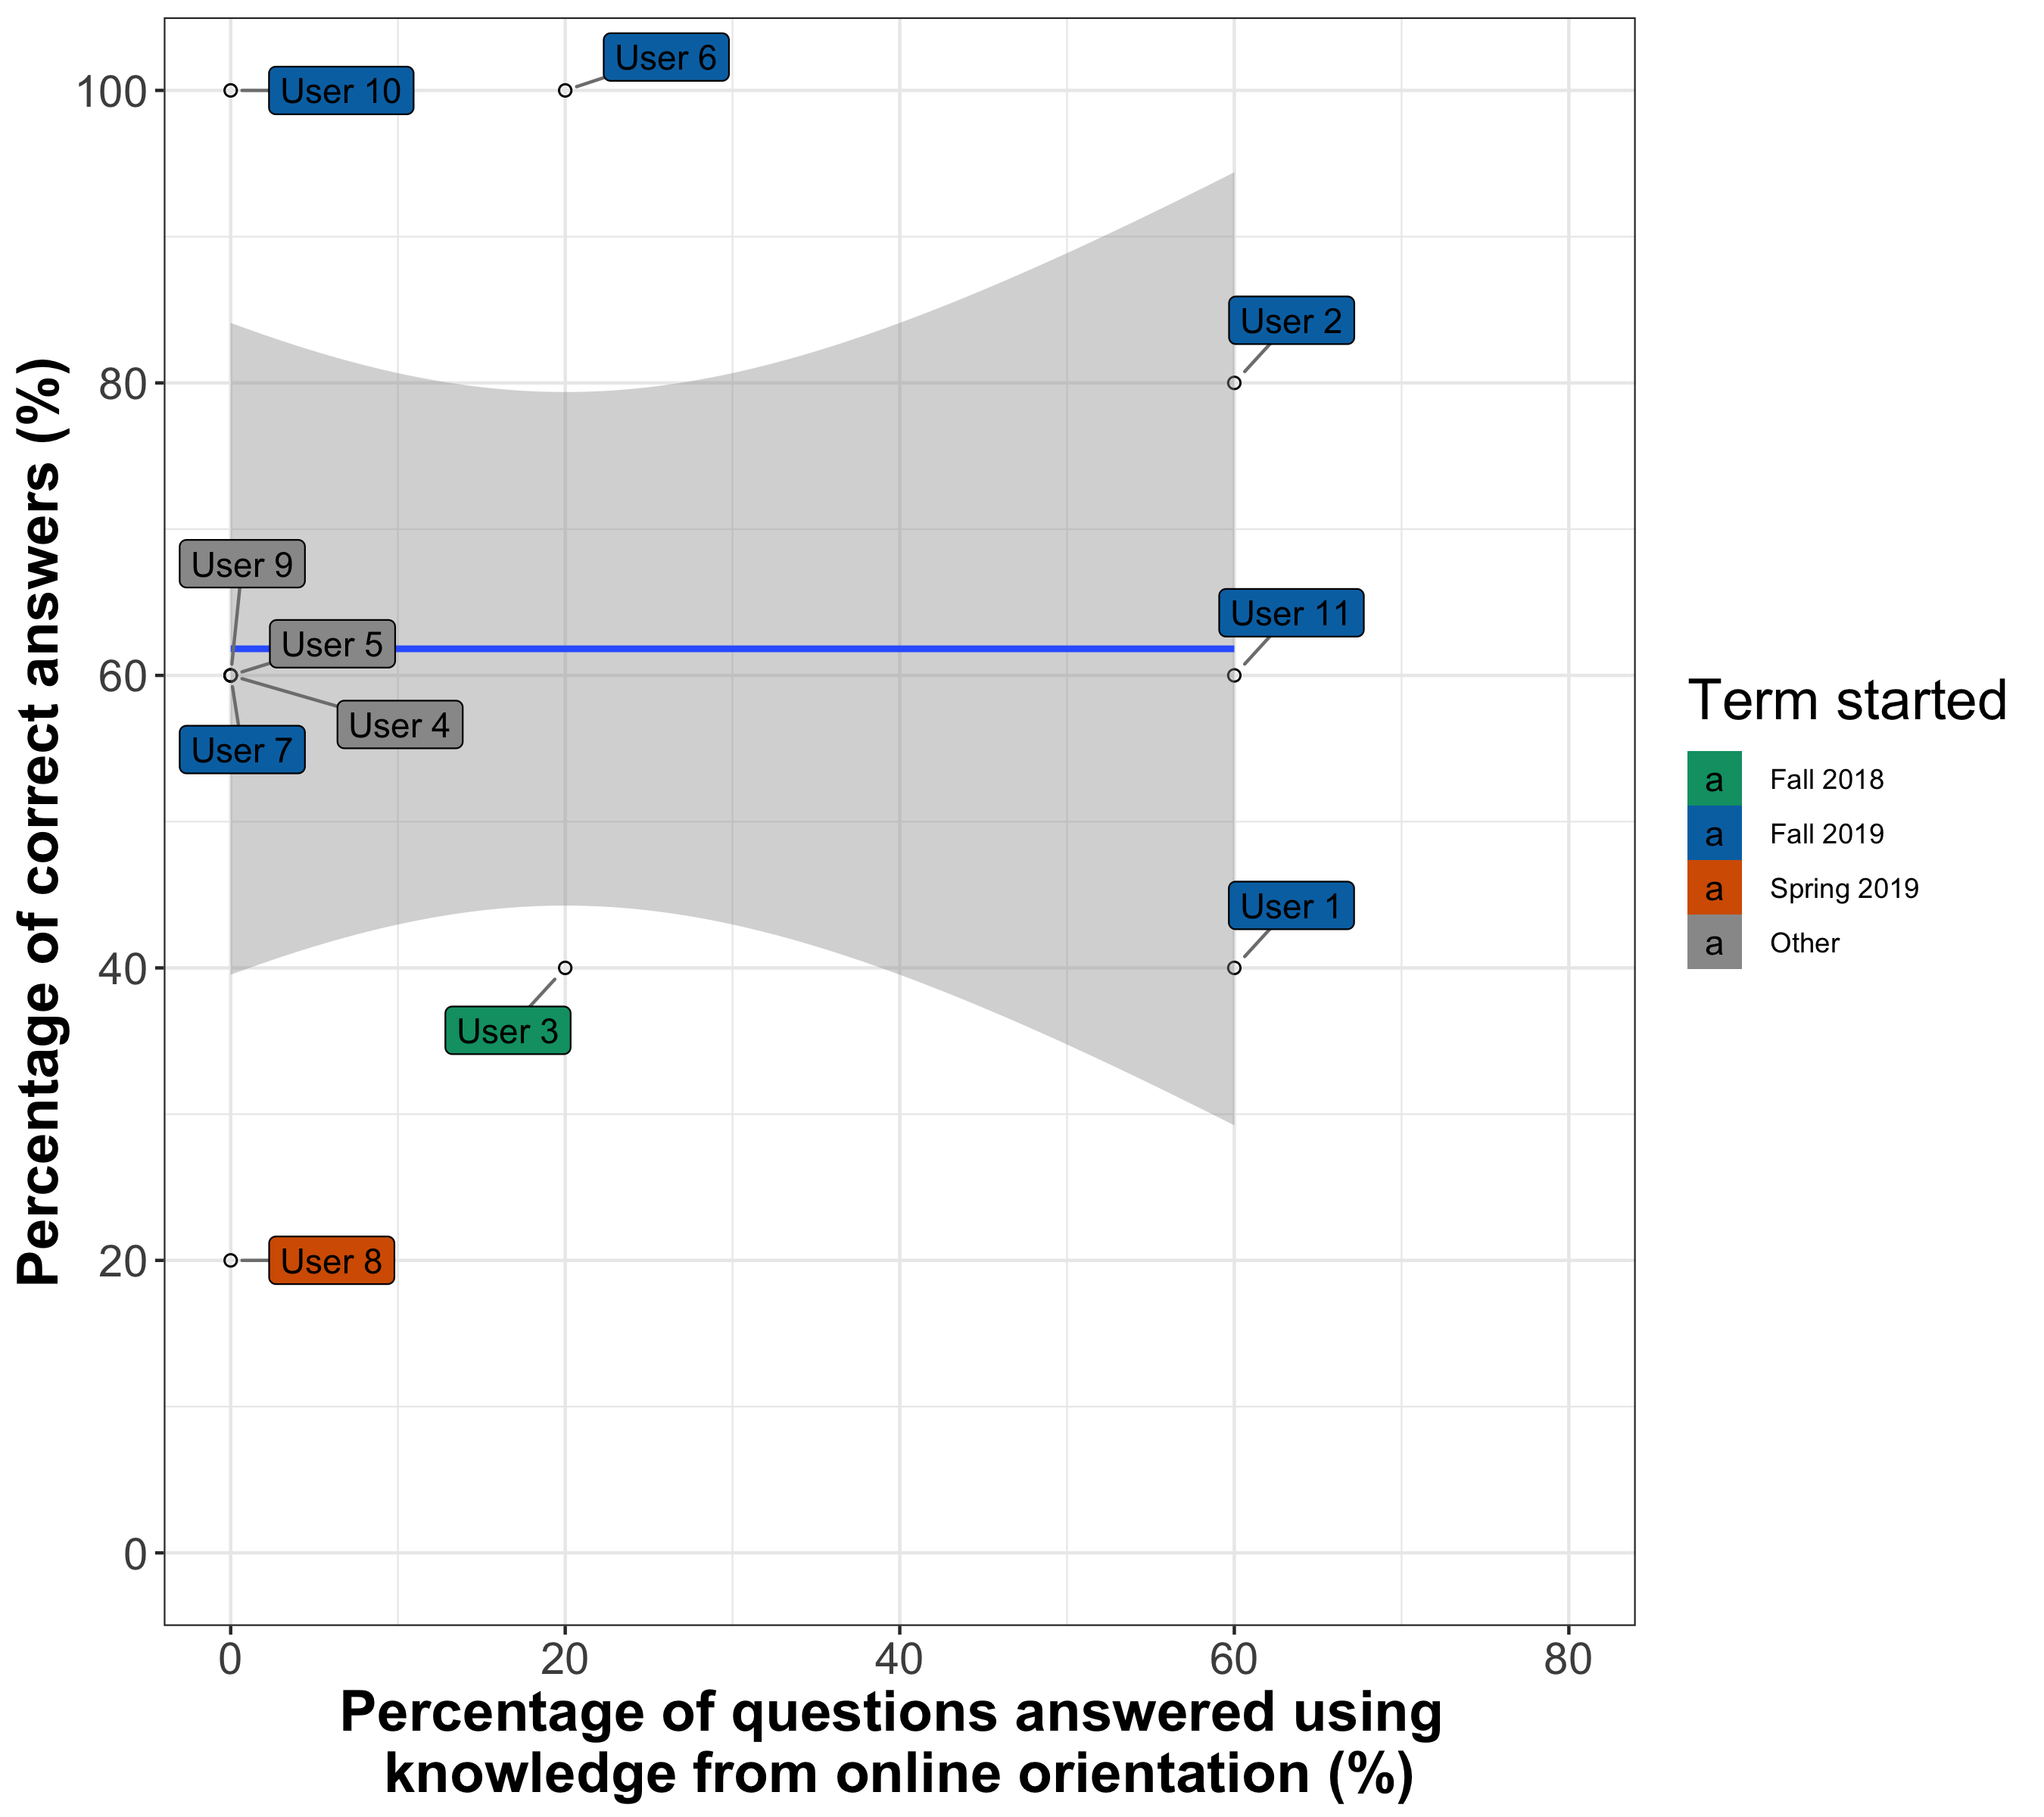 Percentage of correct answers (%)
100
80
60
40
20
0
User 10
User 6
User 2
User 9
User 5
User 11
User 4
User 7
User 1
User 3
User 8
0 20 40 60 80
Percentage of questions answered using
knowledge from online orientation (%)
Term started
a Fall 2018
a Fall 2019
a Spring 2019
a Other